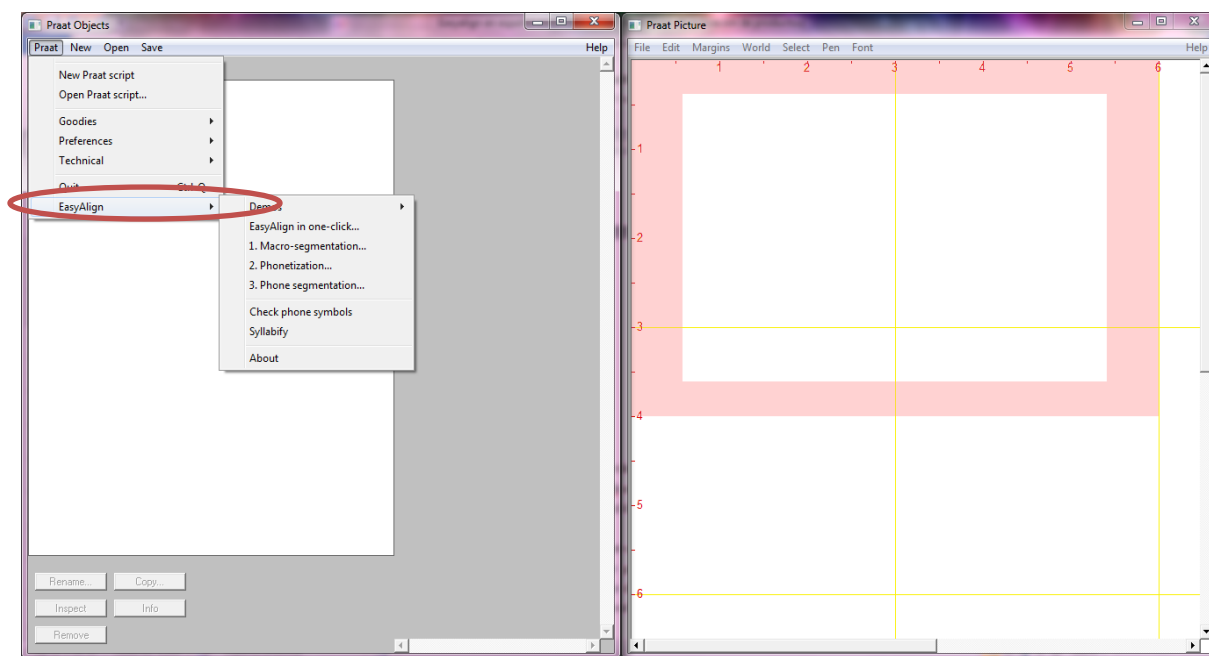 Praat Objects
Praat New Open Save Help
New Praat script
Open Praat script...
Goodies
Preferences
Technical
Quit Ctrl-Q
EasyAlign
Demos
EasyAlign in one-click...
1. Macro-segmentation...
2. Phonetization...
3. Phone segmentation...
Check phone symbols
Syllabify
About
Rename... Copy...
Inspect Info
Remove
Praat Picture
File Edit Margins World Select Pen Font Help
1 2 3 4 5 6
1
2
3
4
5
6